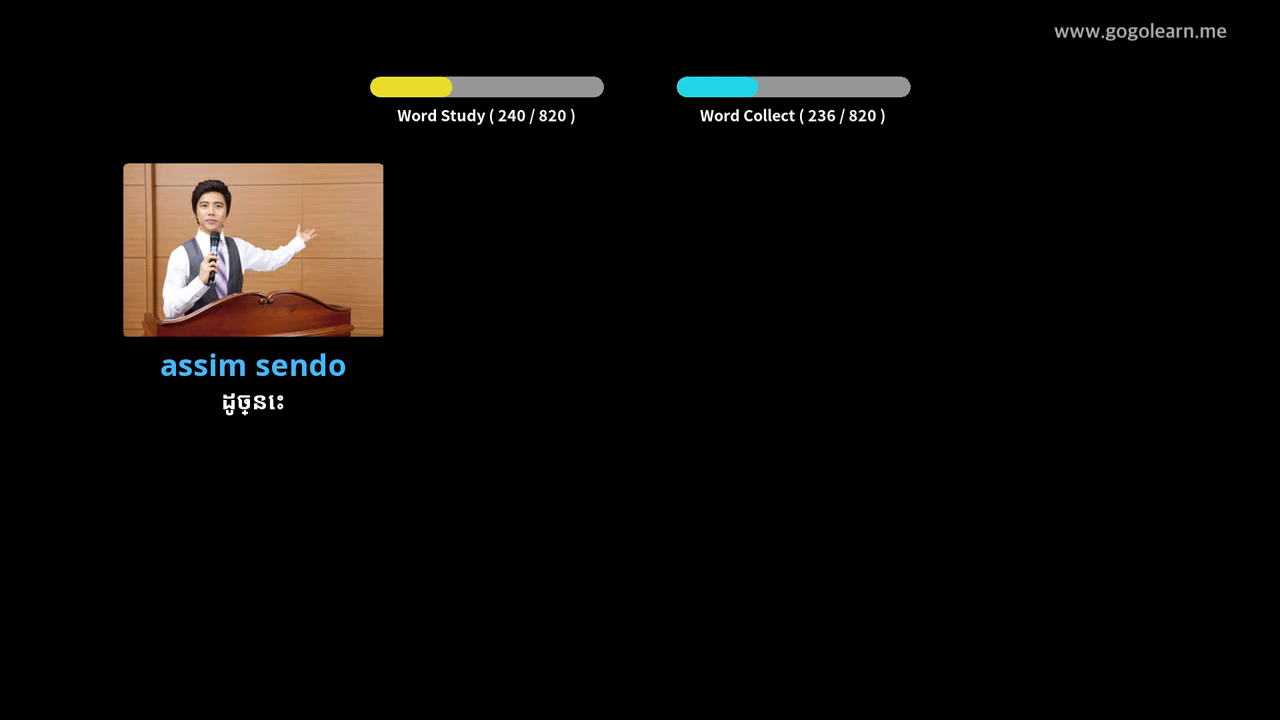 www.gogolearn.me
Word Study ( 240 / 820 )
Word Collect ( 236 / 820 )
assim sendo
ដូច្នេះ